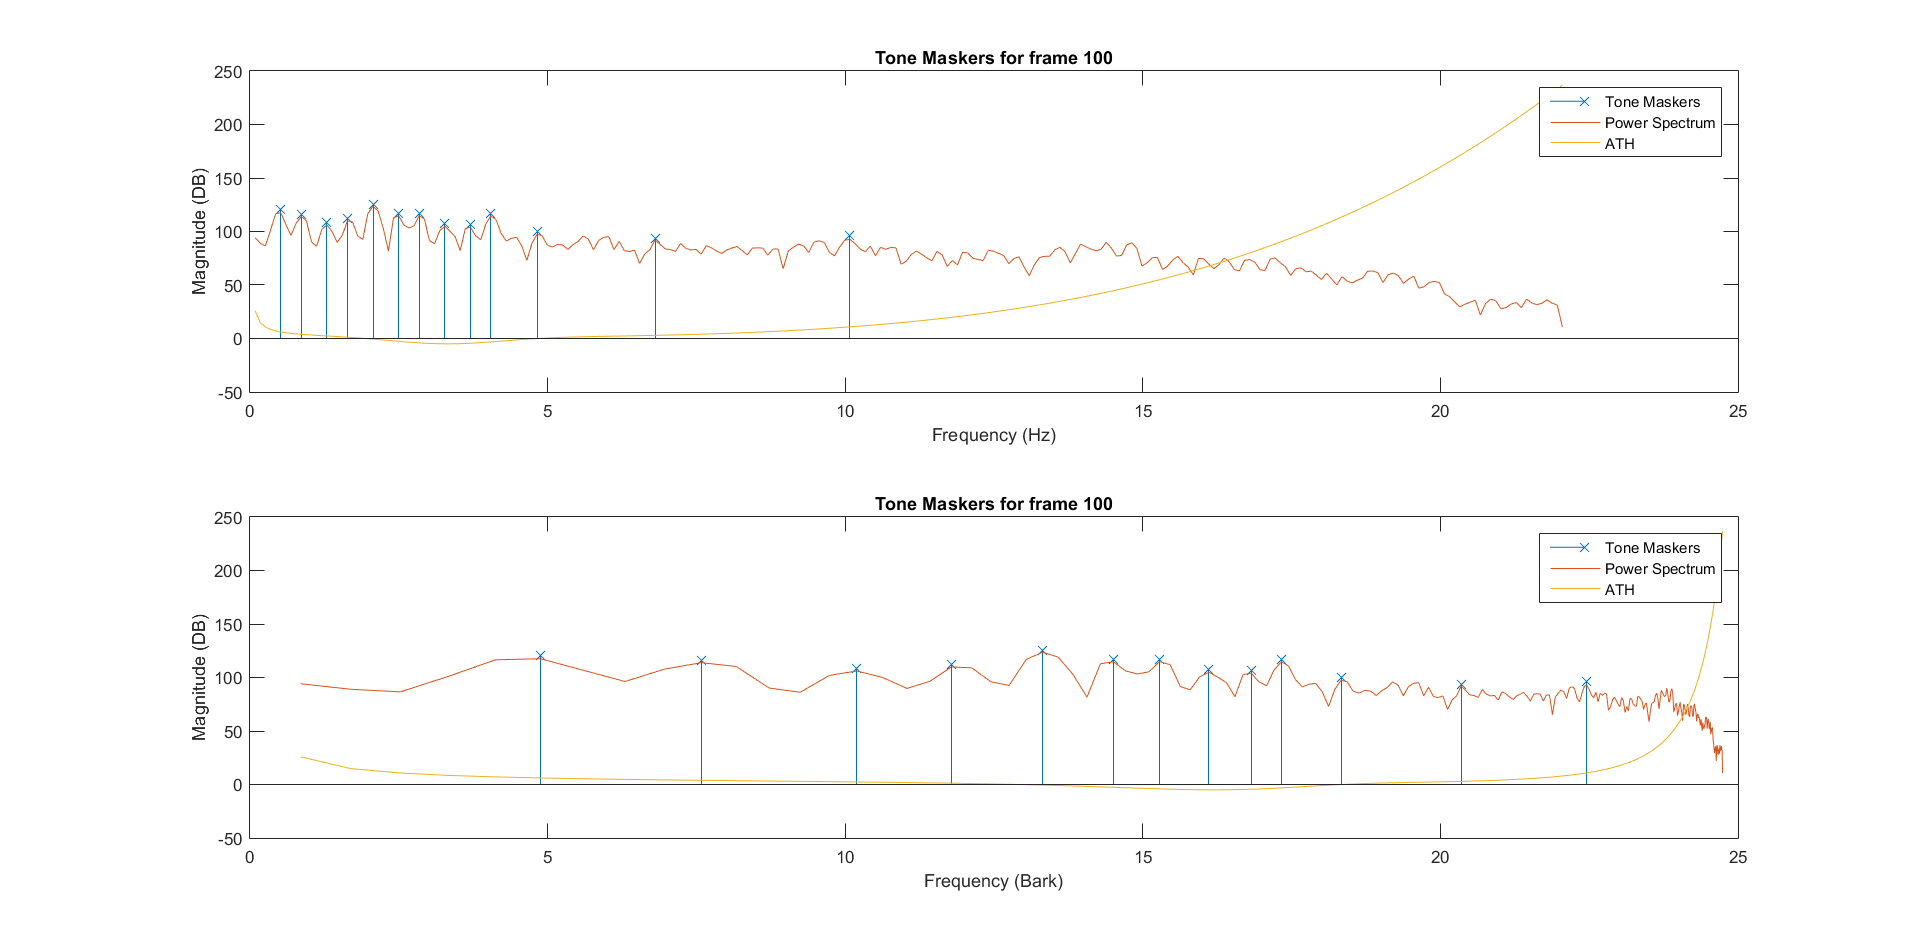 Tone Maskers for frame 100
250
200
150
100
50
0
-50
Magnitude (DB)
Tone Maskers
Power Spectrum
ATH
0 5 10 15 20 25
Frequency (Hz)
Tone Maskers for frame 100
250
200
150
100
50
0
-50
Magnitude (DB)
Tone Maskers
Power Spectrum
ATH
0 5 10 15 20 25
Frequency (Bark)